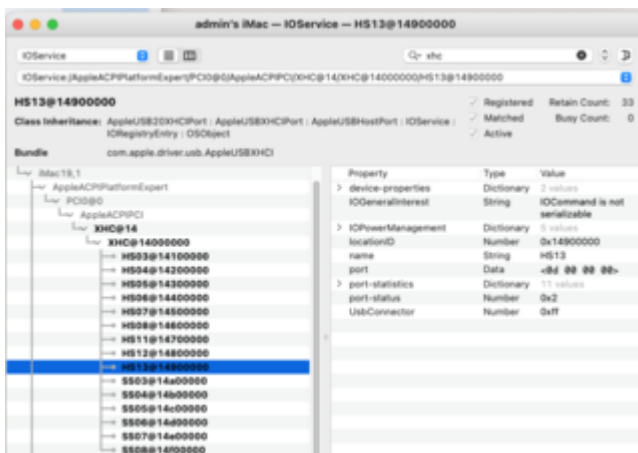 admin's iMac — IOService — HS13@14900000
IOService
xhc
IOService:/AppleACPIPlatformExpert/PCI0@0/AppleACPIPCI/XHC@14/XHC@14000000/HS13@14900000
HS13@14900000
Registered Retain Count: 33
Class Inheritance: AppleUSB20XHCIPort : AppleUSBXHCIPort : AppleUSBHostPort : IOService :
IORegistryEntry : OSObject
Matched Busy Count: 0
Active
Bundle com.apple.driver.usb.AppleUSBXHCI
iMac19,1
AppleACPIPlatformExpert
PCI0@0
AppleACPIPCI
XHC@14
XHC@14000000
HS03@14100000
HS04@14200000
HS05@14300000
HS06@14400000
HS07@14500000
HS08@14600000
HS11@14700000
HS12@14800000
HS13@14900000
SS03@14a00000
SS04@14b00000
SS05@14c00000
SS06@14d00000
SS07@14e00000
SS08@14f00000
Property Type Value
device-properties Dictionary 2 values
IOGeneralInterest String IOCommand is not
serializable
IOPowerManagement Dictionary 5 values
locationID Number 0x14900000
name String HS13
port Data <0d 00 00 00>
port-statistics Dictionary 11 values
port-status Number 0x2
UsbConnector Number 0xff